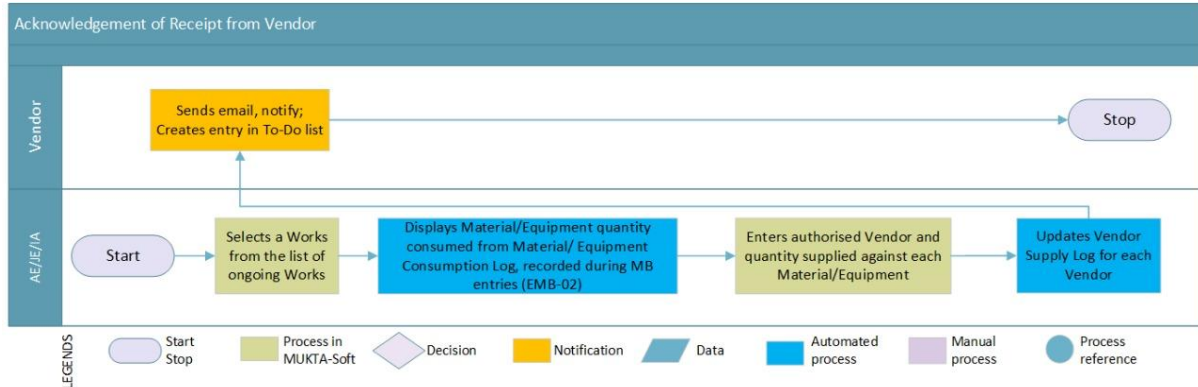 Acknowledgement of Receipt from Vendor
Vendor
Sends email, notify;
Creates entry in To-Do list
Stop
AE/JE/IA
Start
Selects a Works
from the list of
ongoing Works
Displays Material/Equipment quantity
consumed from Material/ Equipment
Consumption Log, recorded during MB
entries (EMB-02)
Enters authorised Vendor and
quantity supplied against each
Material/Equipment
Updates Vendor
Supply Log for each
Vendor
LEGENDS
Start
Stop
Process in
MUKTA-Soft
Decision
Notification
Data
Automated
process
Manual
process
Process
reference